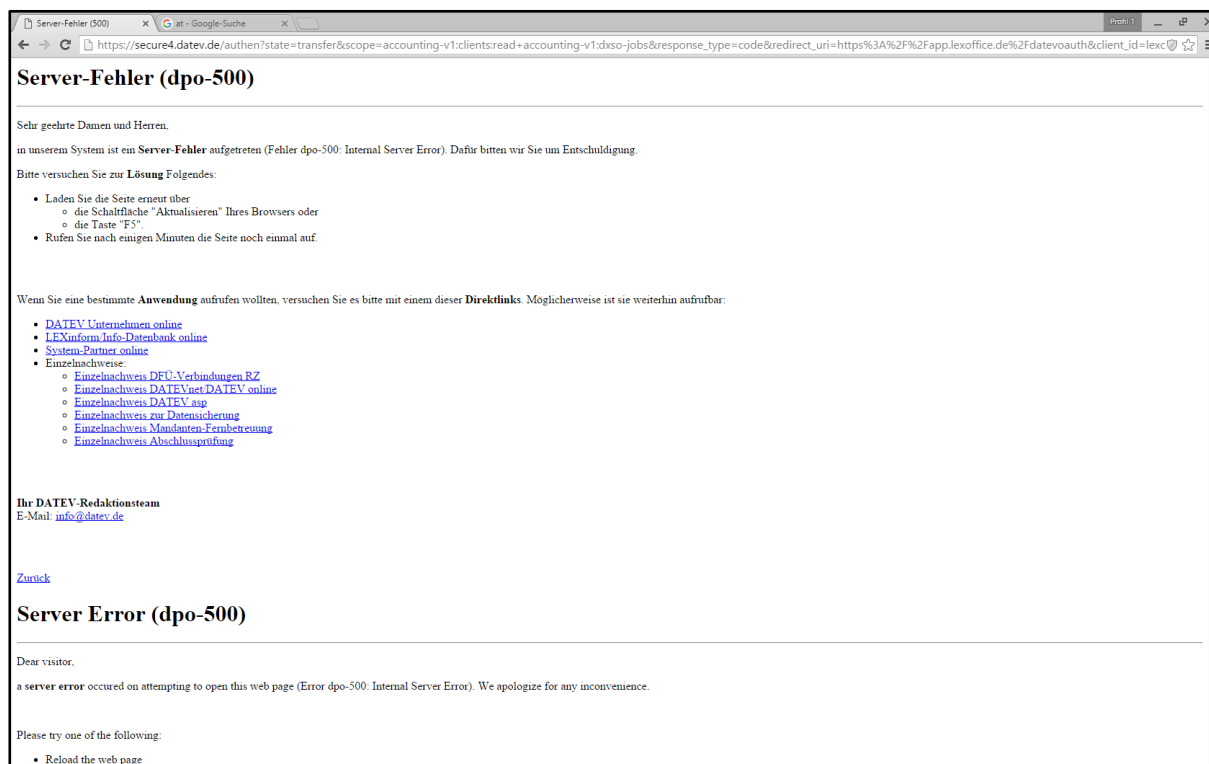 Server-Fehler (500)
at - Google-Suche
Profil 1
https://secure4.datev.de/authen?state=transfer&scope=accounting-v1:clients:read+accounting-v1:dxso-jobs&response_type=code&redirect_uri=https%3A%2F%2Fapp.lexoffice.de%2Fdatevoauth&client_id=lexc
Server-Fehler (dpo-500)
Sehr geehrte Damen und Herren,
in unserem System ist ein Server-Fehler aufgetreten (Fehler dpo-500: Internal Server Error). Dafür bitten wir Sie um Entschuldigung.
Bitte versuchen Sie zur Lösung Folgendes:
Laden Sie die Seite erneut über
die Schaltfläche "Aktualisieren" Ihres Browsers oder
die Taste "F5".
Rufen Sie nach einigen Minuten die Seite noch einmal auf.
Wenn Sie eine bestimmte Anwendung aufrufen wollten, versuchen Sie es bitte mit einem dieser Direktlinks. Möglicherweise ist sie weiterhin aufrufbar:
DATEV Unternehmen online
LEXinform/Info-Datenbank online
System-Partner online
Einzelnachweise:
Einzelnachweis DFÜ-Verbindungen RZ
Einzelnachweis DATEVnet/DATEV online
Einzelnachweis DATEV asp
Einzelnachweis zur Datensicherung
Einzelnachweis Mandanten-Fernbetreuung
Einzelnachweis Abschlussprüfung
Ihr DATEV-Redaktionsteam
E-Mail: info@datev.de
Zurück
Server Error (dpo-500)
Dear visitor,
a server error occured on attempting to open this web page (Error dpo-500: Internal Server Error). We apologize for any inconvenience.
Please try one of the following:
Reload the web page